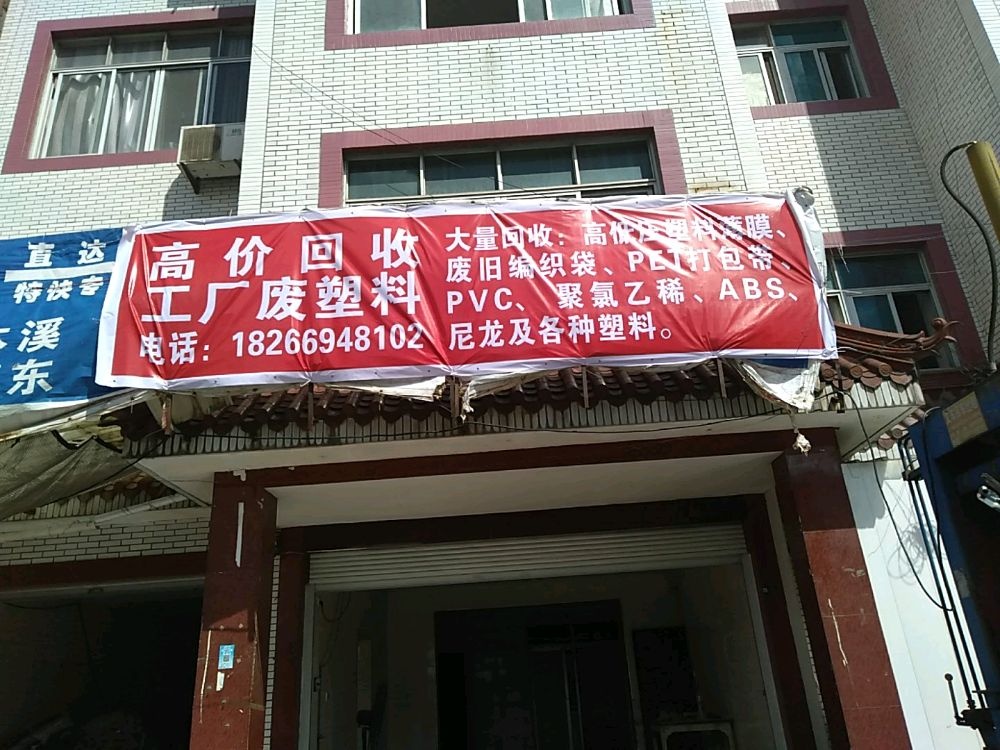 直达
特快专
溪
东
高价回收
工厂废塑料
电话：18266948102
大量回收：高低压塑料薄膜、
废旧编织袋、PET打包带、
PVC、聚氯乙稀、ABS、
尼龙及各种塑料。